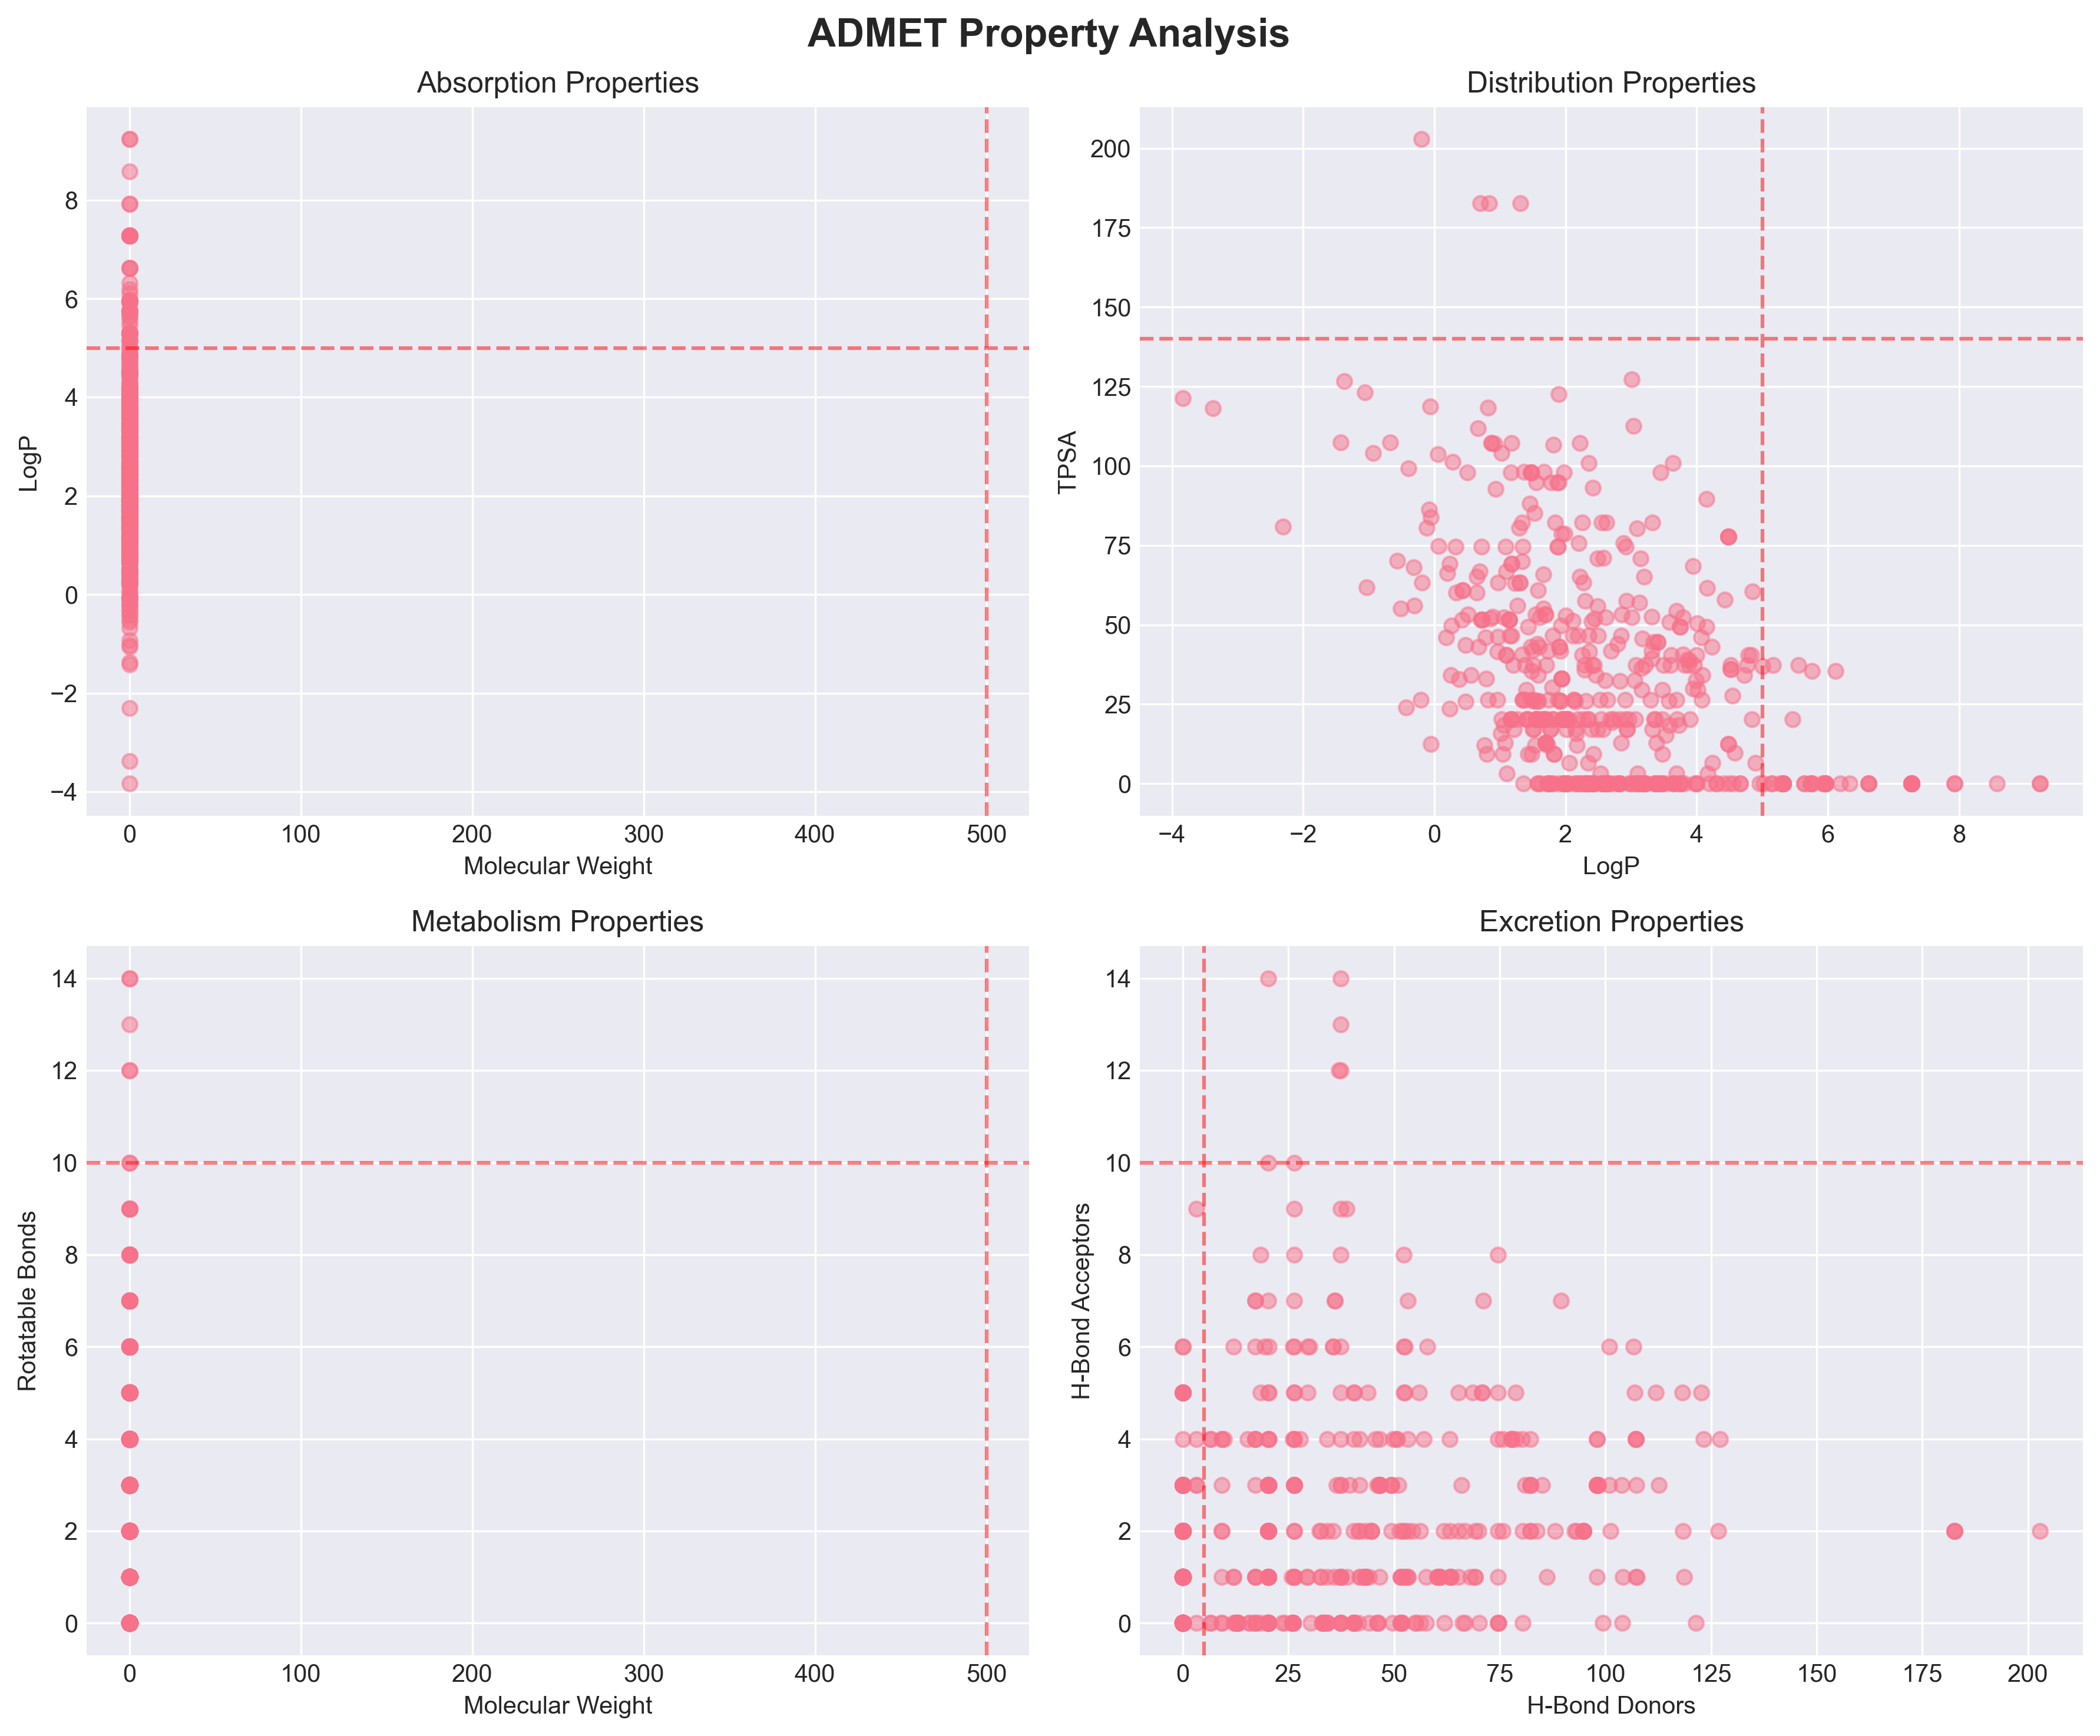 ADMET Property Analysis
Absorption Properties
8
6
4
2
0
−2
−4
LogP
0 100 200 300 400 500
Molecular Weight
Distribution Properties
200
175
150
125
100
75
50
25
0
TPSA
−4 −2 0 2 4 6 8
LogP
Metabolism Properties
14
12
10
8
6
4
2
0
Rotatable Bonds
0 100 200 300 400 500
Molecular Weight
Excretion Properties
14
12
10
8
6
4
2
0
H-Bond Acceptors
0 25 50 75 100 125 150 175 200
H-Bond Donors